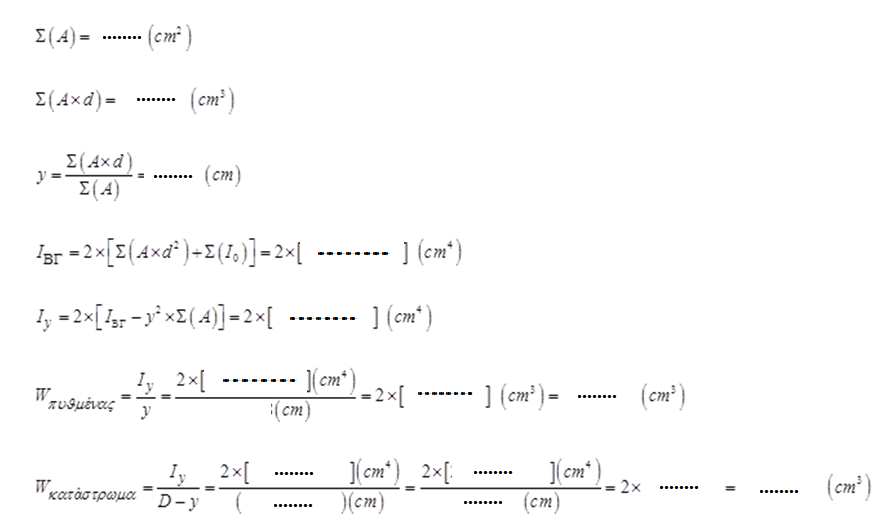 Σ(A)= ········ (cm²)
Σ(A×d)= ········ (cm³)
y = Σ(A×d)/Σ(A) = ········ (cm)
I_ΒΓ = 2×[Σ(A×d²)+Σ(I₀)] = 2×[ --------- ] (cm⁴)
I_y = 2×[I_ΒΓ − y²×Σ(A)] = 2×[ --------- ] (cm⁴)
W_πυθμένας = I_y/y = 2×[ --------- ](cm⁴)/(cm) = 2×[ ········ ] (cm³) = ········ (cm³)
W_κατάστρωμα = I_y/(D−y) = 2×[ ········ ](cm⁴)/( ········ )(cm) = 2×[ ········ ](cm⁴)/········ (cm) = 2× ········ = ········ (cm³)